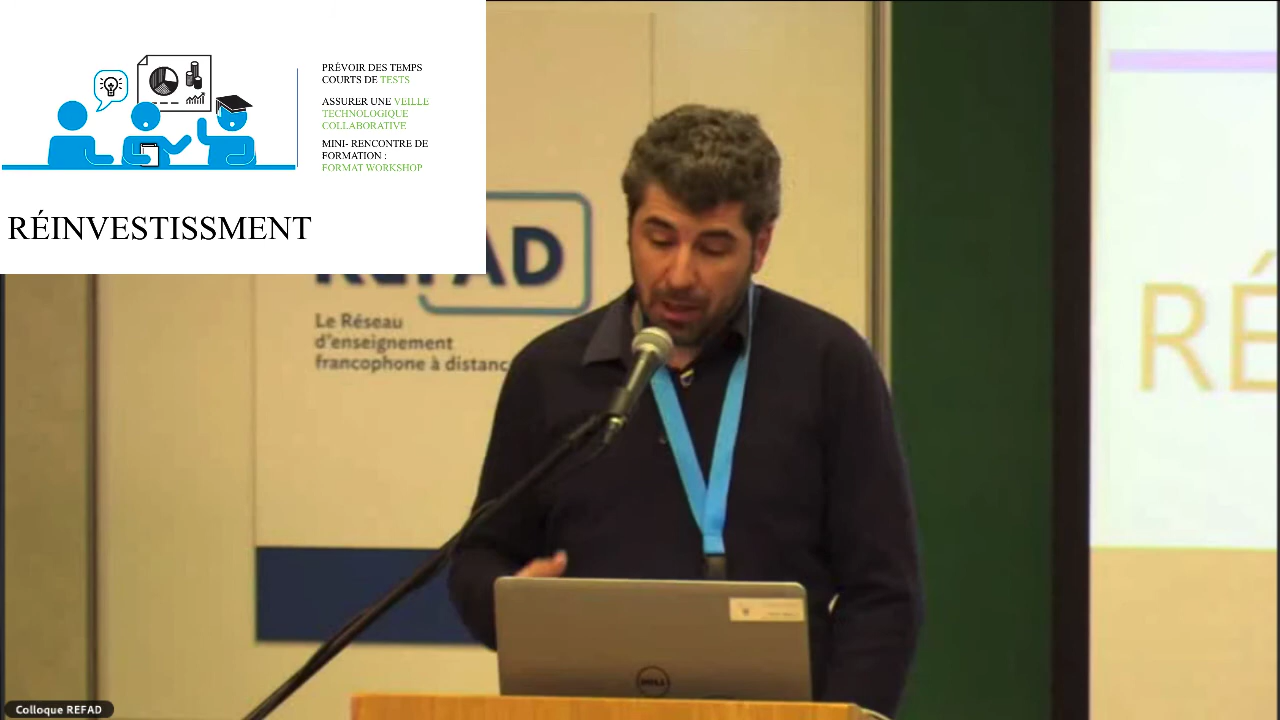 PRÉVOIR DES TEMPS
COURTS DE TESTS
ASSURER UNE VEILLE
TECHNOLOGIQUE
COLLABORATIVE
MINI- RENCONTRE DE
FORMATION :
FORMAT WORKSHOP
RÉINVESTISSMENT
REFAD
Le Réseau
d'enseignement
francophone à distanc
RÉ
DELL
Colloque REFAD